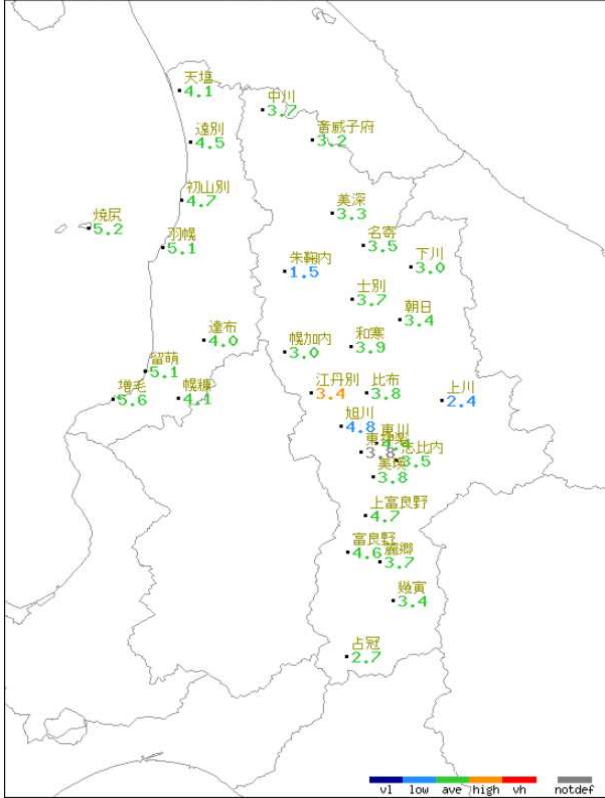 天塩
4.1
中川
3.7
音威子府
3.2
遠別
4.5
初山別
4.7
美深
3.3
焼尻
5.2
羽幌
5.1
名寄
3.5
下川
3.0
朱鞠内
1.5
士別
3.7
朝日
3.4
達布
4.0
幌加内
3.0
和寒
3.9
留萌
5.1
増毛
5.6
幌糠
4.1
江丹別
3.4
比布
3.8
上川
2.4
旭川
4.8
東川
3.8
志比内
3.5
美瑛
3.8
上富良野
4.7
富良野
4.6
麓郷
3.7
幾寅
3.4
占冠
2.7
vl low ave high vh notdef